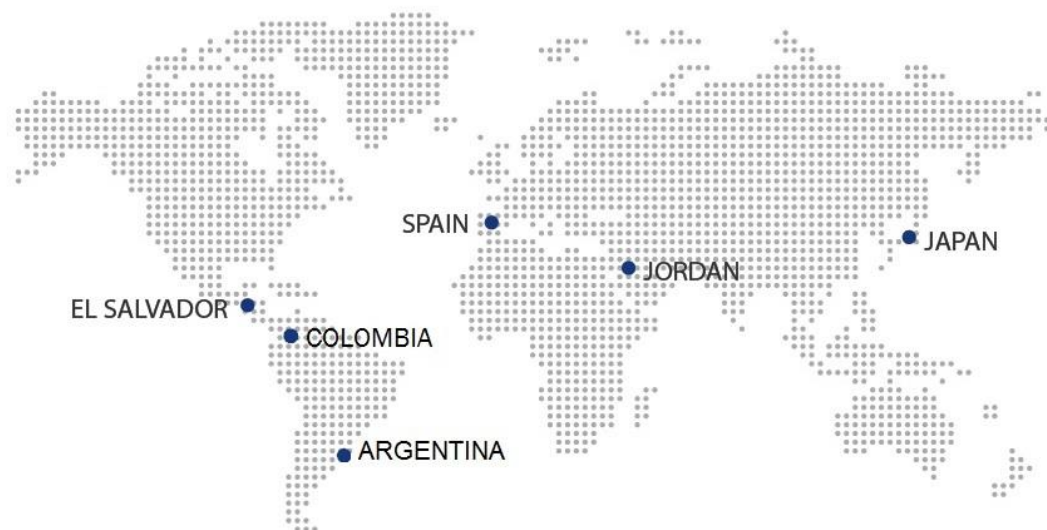 SPAIN
JAPAN
JORDAN
EL SALVADOR
COLOMBIA
ARGENTINA